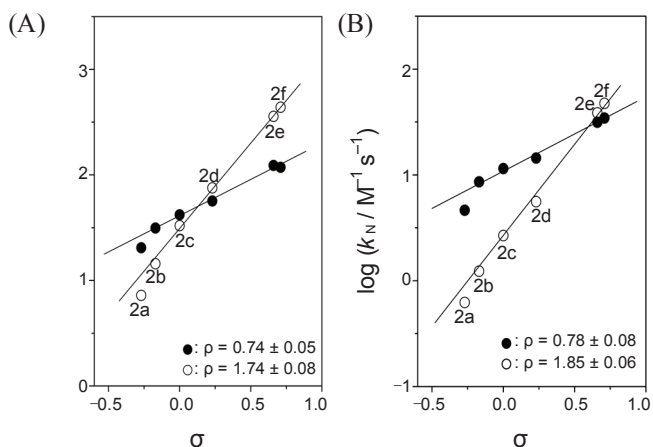 (A)
3
2
1
0
−0.5
0.0
0.5
1.0
σ
2a
2b
2c
2d
2e
2f
●: ρ = 0.74 ± 0.05
○: ρ = 1.74 ± 0.08
(B)
log (kN / M−1 s−1)
2
1
0
−1
−0.5
0.0
0.5
1.0
σ
2a
2b
2c
2d
2e
2f
●: ρ = 0.78 ± 0.08
○: ρ = 1.85 ± 0.06